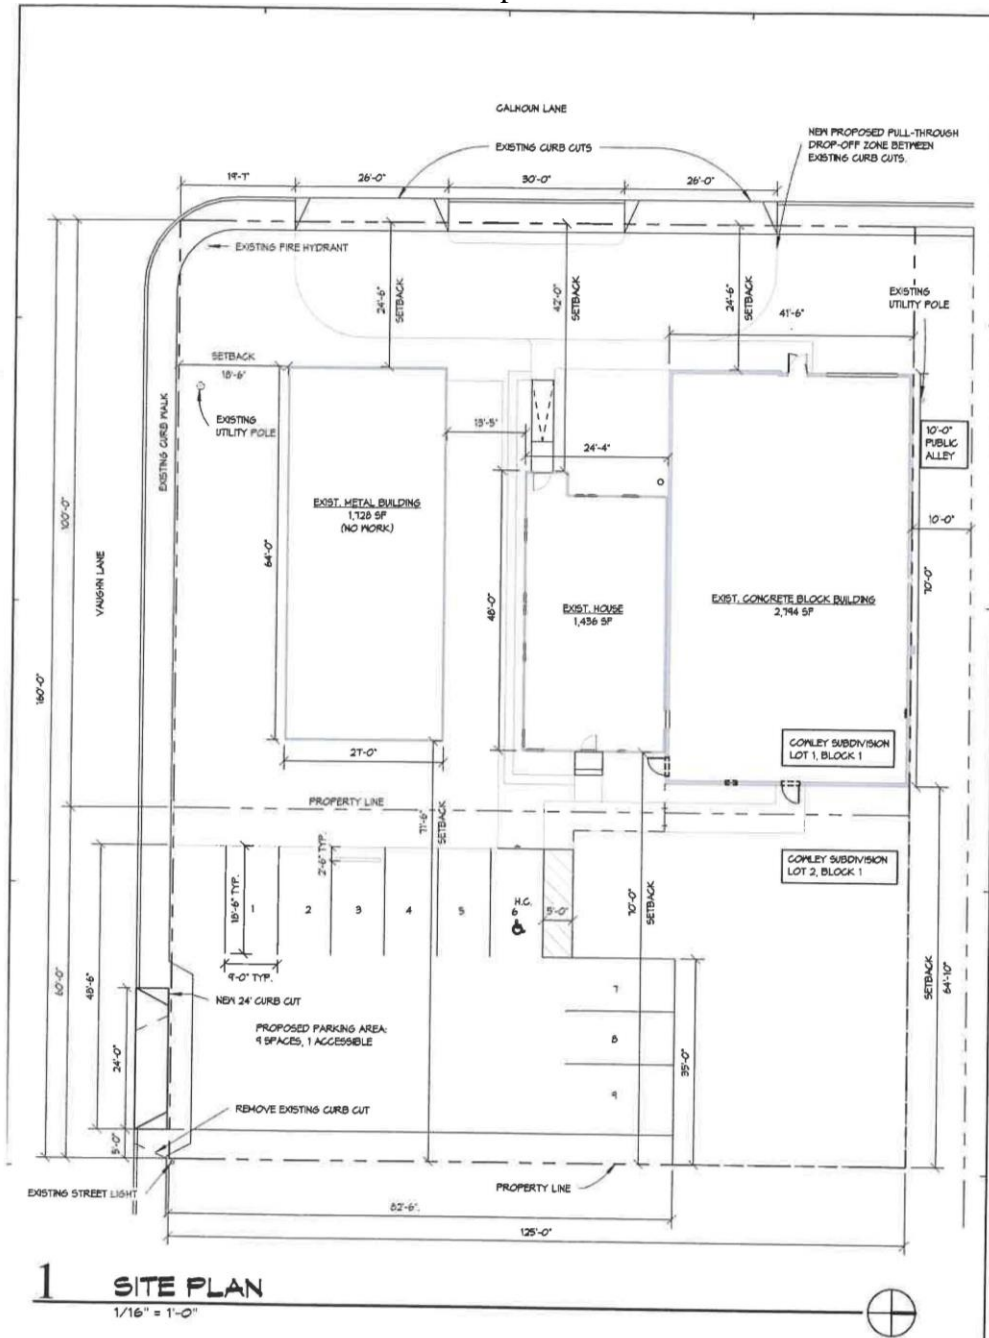 CALHOUN LANE
EXISTING CURB CUTS
NEW PROPOSED PULL-THROUGH
DROP-OFF ZONE BETWEEN
EXISTING CURB CUTS.
19'-7"
26'-0"
30'-0"
26'-0"
EXISTING FIRE HYDRANT
24'-6"
SETBACK
42'-0"
SETBACK
24'-6"
SETBACK
41'-6"
EXISTING
UTILITY POLE
SETBACK
18'-6"
EXISTING
UTILITY POLE
EXISTING CURB WALK
13'-5"
24'-4"
10'-0"
PUBLIC
ALLEY
10'-0"
100'-0"
VAUGHN LANE
EXIST. METAL BUILDING
1,728 SF
(NO WORK)
64'-0"
48'-0"
EXIST. HOUSE
1,436 SF
EXIST. CONCRETE BLOCK BUILDING
2,794 SF
70'-0"
160'-0"
27'-0"
COWLEY SUBDIVISION
LOT 1, BLOCK 1
PROPERTY LINE
71'-6"
SETBACK
COWLEY SUBDIVISION
LOT 2, BLOCK 1
2'-6" TYP.
18'-6" TYP.
1
2
3
4
5
H.C.
6
5'-0"
70'-0"
SETBACK
9'-0" TYP.
60'-0"
48'-6"
SETBACK
64'-10"
NEW 24' CURB CUT
7
PROPOSED PARKING AREA:
9 SPACES, 1 ACCESSIBLE
8
24'-0"
35'-0"
9
REMOVE EXISTING CURB CUT
5'-0"
EXISTING STREET LIGHT
PROPERTY LINE
82'-6"
125'-0"
1 SITE PLAN
1/16" = 1'-0"